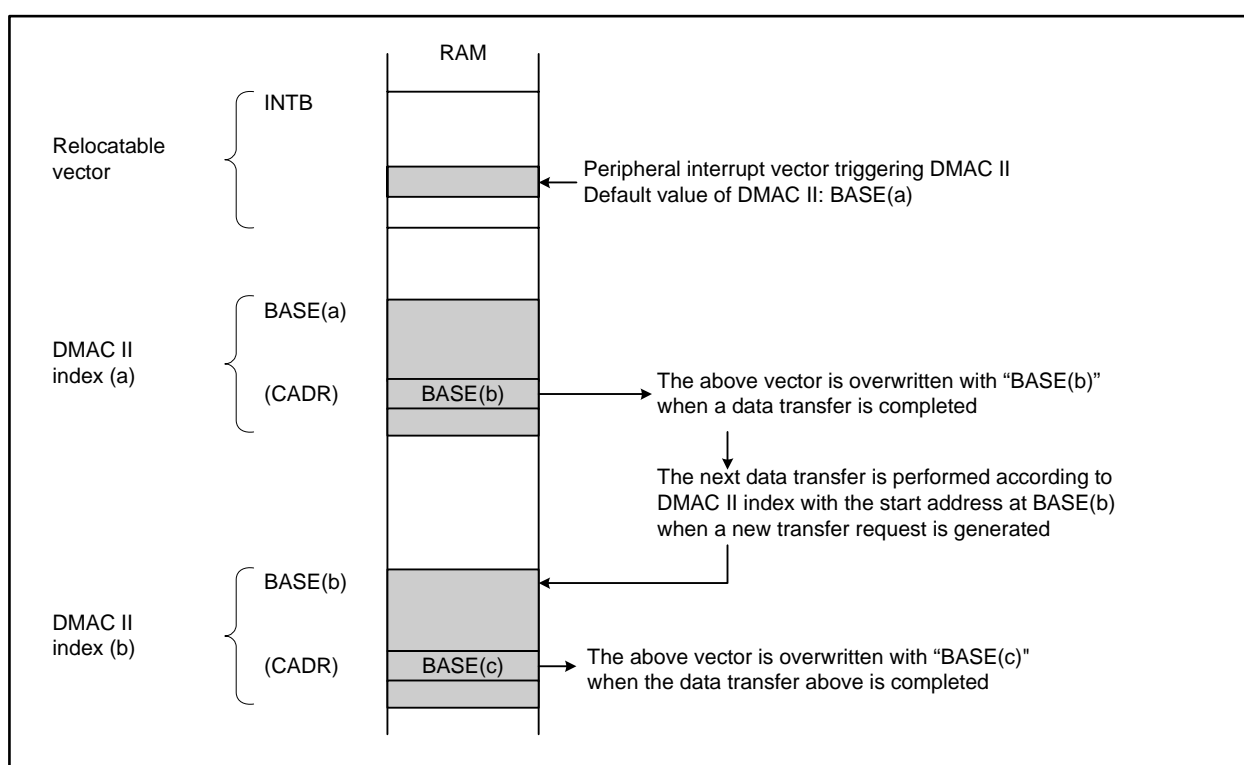 RAM
INTB
Relocatable
vector
Peripheral interrupt vector triggering DMAC II
Default value of DMAC II: BASE(a)
BASE(a)
DMAC II
index (a)
(CADR)
BASE(b)
The above vector is overwritten with “BASE(b)”
when a data transfer is completed
The next data transfer is performed according to
DMAC II index with the start address at BASE(b)
when a new transfer request is generated
BASE(b)
DMAC II
index (b)
(CADR)
BASE(c)
The above vector is overwritten with “BASE(c)"
when the data transfer above is completed